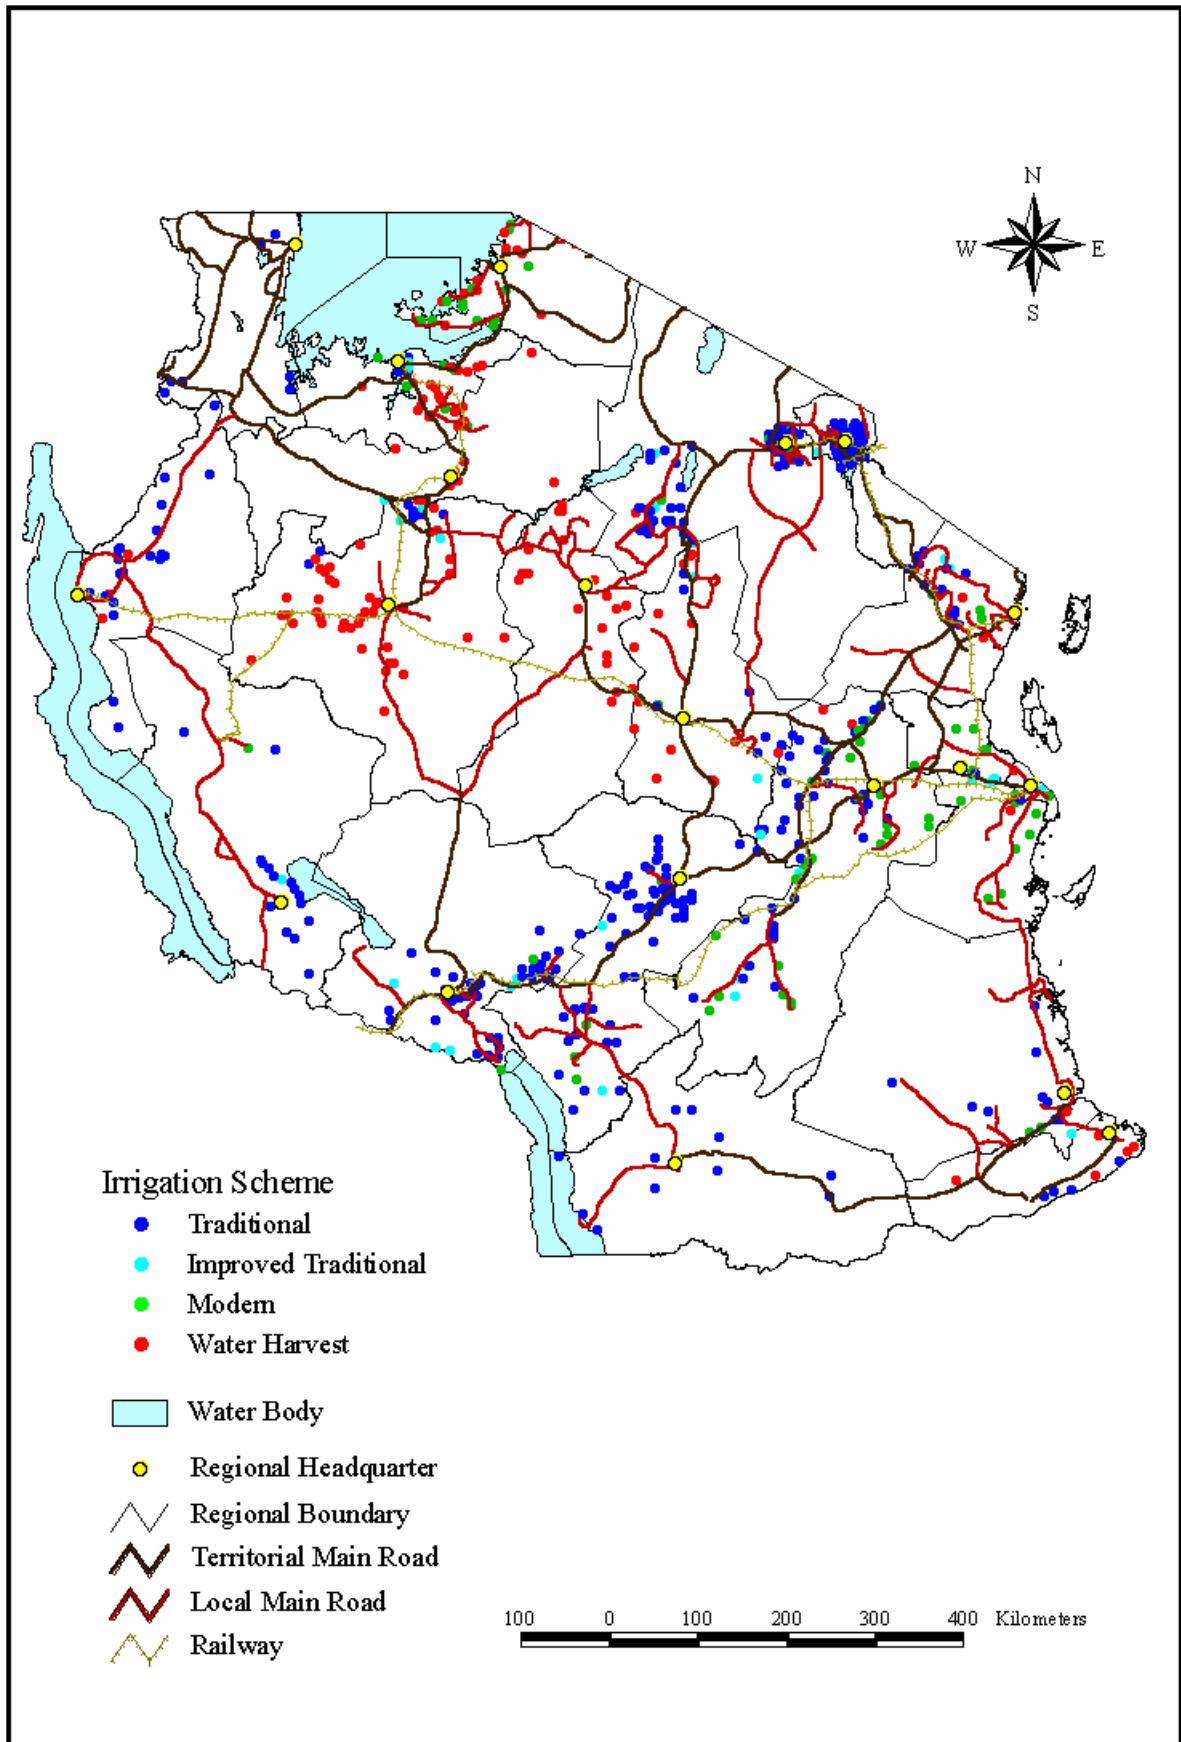 N
W E
S
Irrigation Scheme
Traditional
Improved Traditional
Modern
Water Harvest
Water Body
Regional Headquarter
Regional Boundary
Territorial Main Road
Local Main Road
Railway
100 0 100 200 300 400 Kilometers